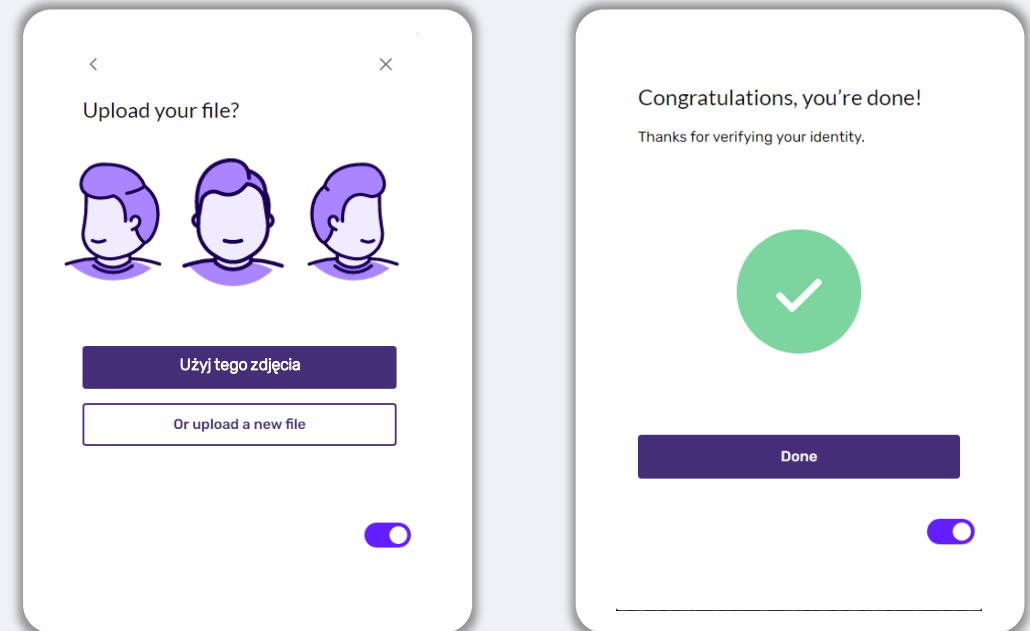 Upload your file?
Użyj tego zdjęcia
Or upload a new file
Congratulations, you’re done!
Thanks for verifying your identity.
Done